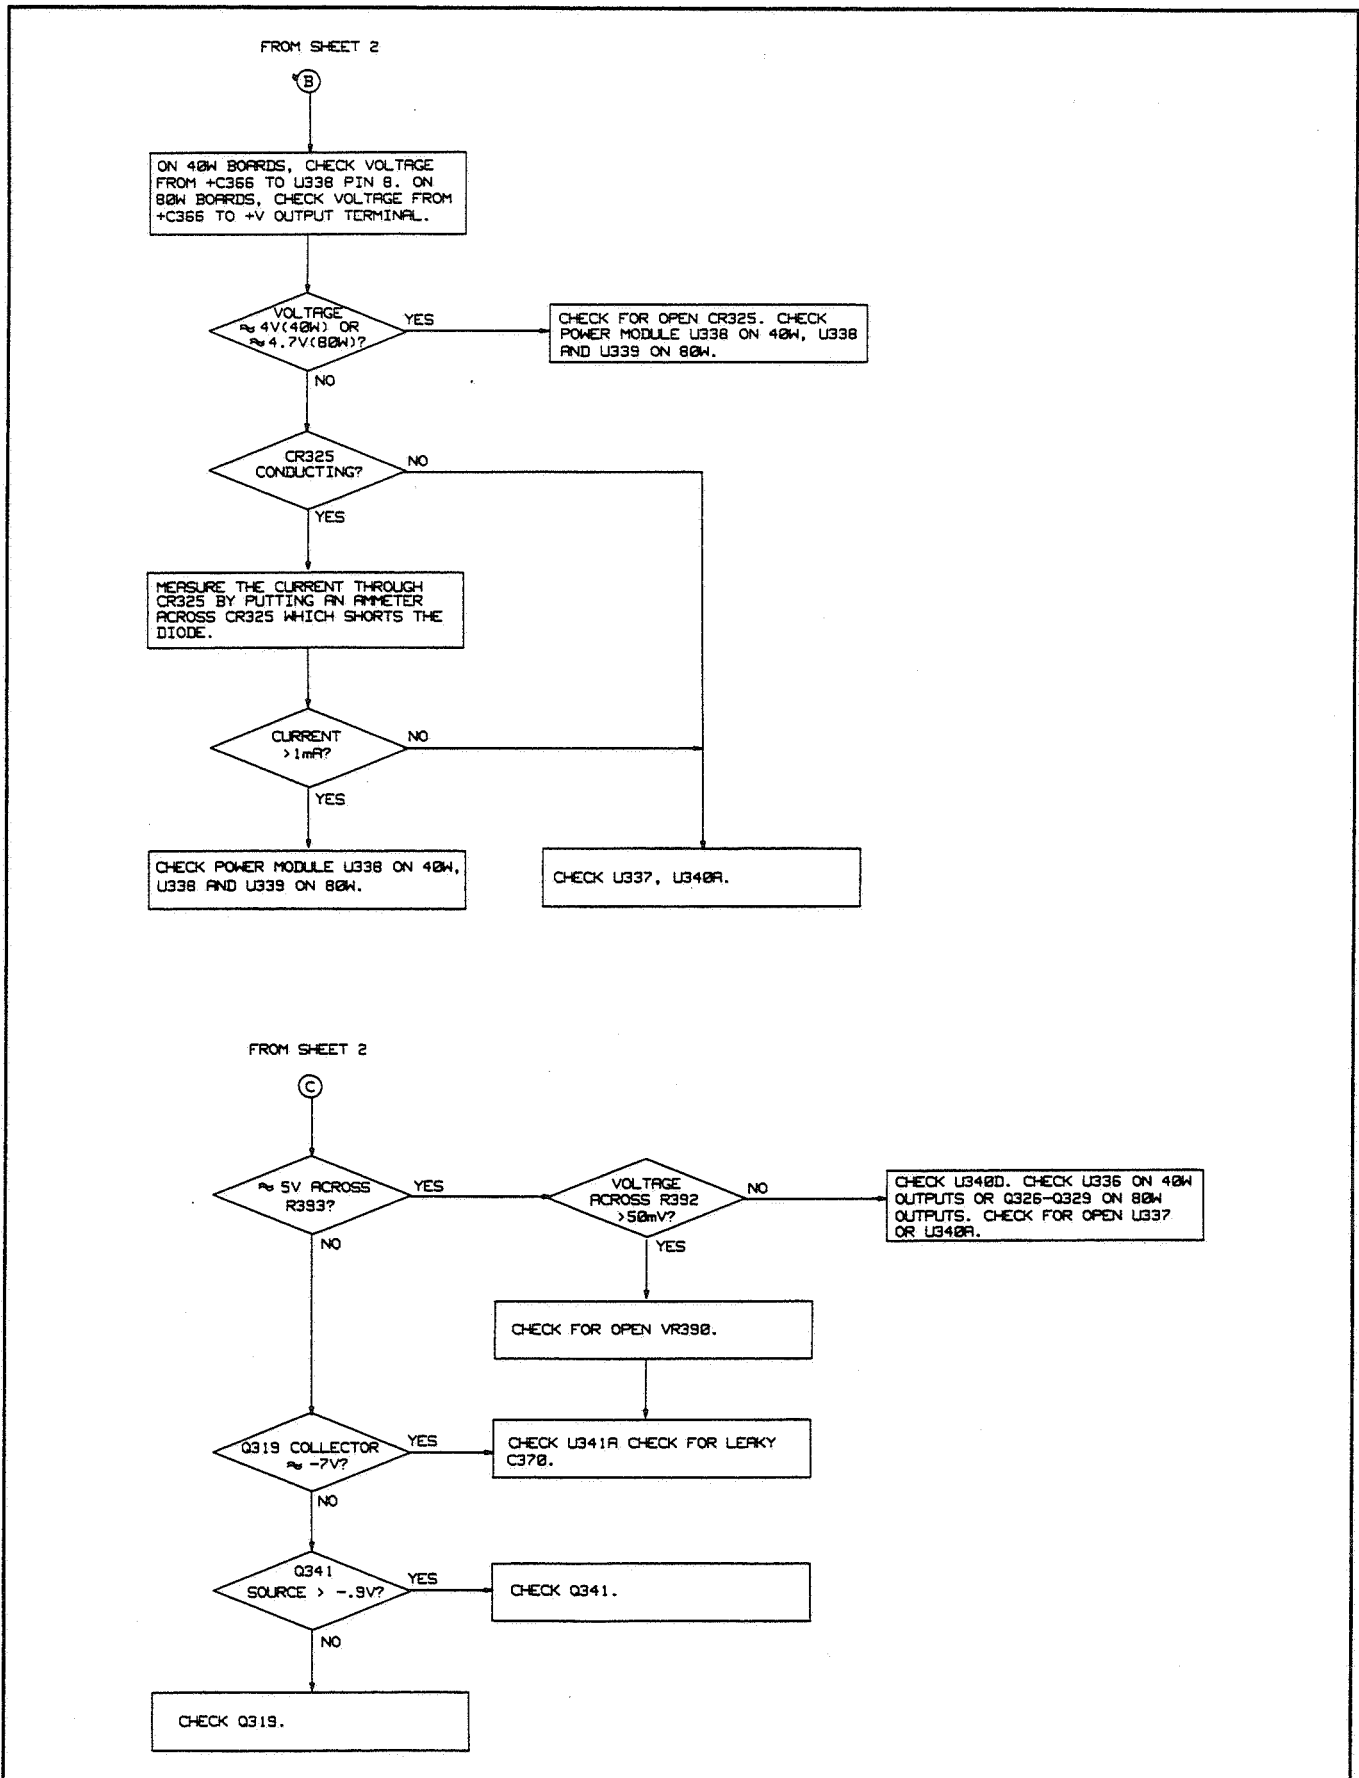 FROM SHEET 2
B
ON 40W BOARDS, CHECK VOLTAGE
FROM +C366 TO U338 PIN 8. ON
80W BOARDS, CHECK VOLTAGE FROM
+C366 TO +V OUTPUT TERMINAL.
VOLTAGE
≈ 4V(40W) OR
≈4.7V(80W)?
YES
CHECK FOR OPEN CR325. CHECK
POWER MODULE U338 ON 40W, U338
AND U339 ON 80W.
NO
CR325
CONDUCTING?
NO
YES
MEASURE THE CURRENT THROUGH
CR325 BY PUTTING AN AMMETER
ACROSS CR325 WHICH SHORTS THE
DIODE.
CURRENT
>1mA?
NO
YES
CHECK POWER MODULE U338 ON 40W,
U338 AND U339 ON 80W.
CHECK U337, U340A.
FROM SHEET 2
C
≈ 5V ACROSS
R393?
YES
VOLTAGE
ACROSS R392
>50mV?
NO
CHECK U340D. CHECK U336 ON 40W
OUTPUTS OR Q326-Q329 ON 80W
OUTPUTS. CHECK FOR OPEN U337
OR U340A.
NO
YES
CHECK FOR OPEN VR390.
Q319 COLLECTOR
≈ -7V?
YES
CHECK U341A CHECK FOR LEAKY
C370.
NO
Q341
SOURCE > -.9V?
YES
CHECK Q341.
NO
CHECK Q319.